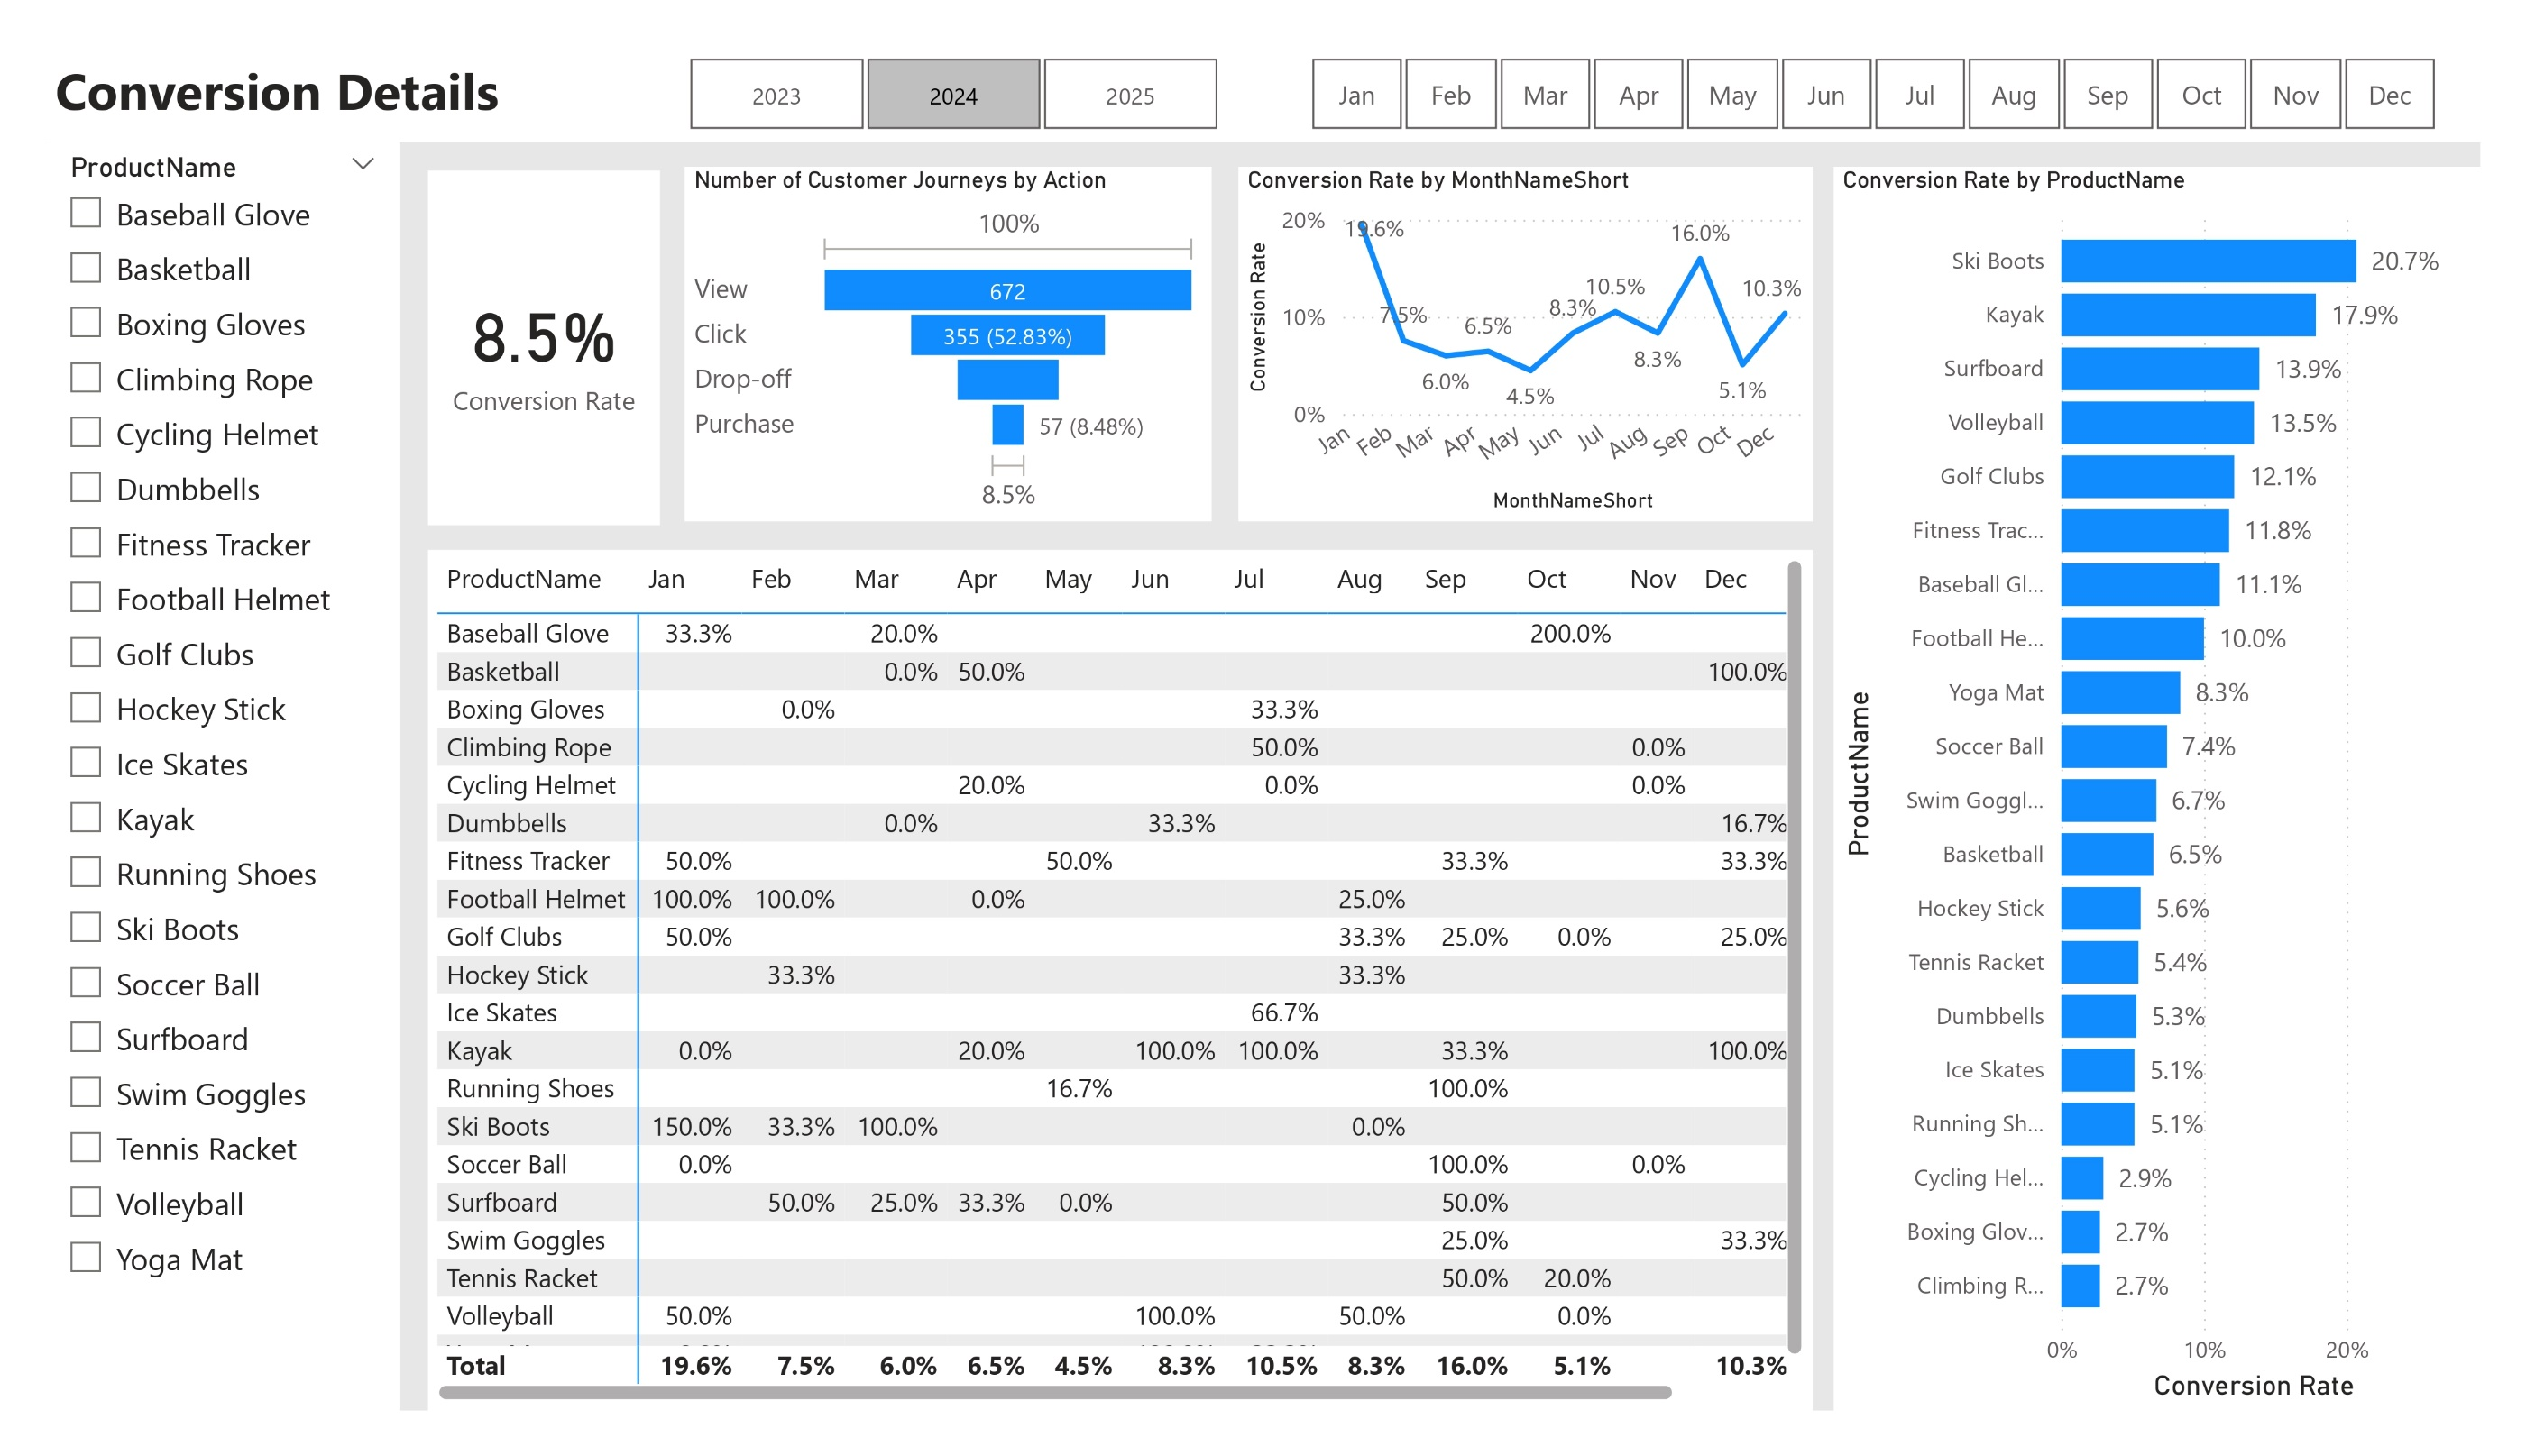 Conversion Details
2023 2024 2025
Jan Feb Mar Apr May Jun Jul Aug Sep Oct Nov Dec
ProductName
Baseball Glove
Basketball
Boxing Gloves
Climbing Rope
Cycling Helmet
Dumbbells
Fitness Tracker
Football Helmet
Golf Clubs
Hockey Stick
Ice Skates
Kayak
Running Shoes
Ski Boots
Soccer Ball
Surfboard
Swim Goggles
Tennis Racket
Volleyball
Yoga Mat
8.5%
Conversion Rate
Number of Customer Journeys by Action
100%
View 672
Click 355 (52.83%)
Drop-off
Purchase 57 (8.48%)
8.5%
Conversion Rate by MonthNameShort
Conversion Rate
20%
10%
0%
19.6% 7.5% 6.0% 6.5% 4.5% 8.3% 10.5% 8.3% 16.0% 5.1% 10.3%
Jan Feb Mar Apr May Jun Jul Aug Sep Oct Dec
MonthNameShort
ProductName Jan Feb Mar Apr May Jun Jul Aug Sep Oct Nov Dec
Baseball Glove 33.3% 20.0% 200.0%
Basketball 0.0% 50.0% 100.0%
Boxing Gloves 0.0% 33.3%
Climbing Rope 50.0% 0.0%
Cycling Helmet 20.0% 0.0% 0.0%
Dumbbells 0.0% 33.3% 16.7%
Fitness Tracker 50.0% 50.0% 33.3% 33.3%
Football Helmet 100.0% 100.0% 0.0% 25.0%
Golf Clubs 50.0% 33.3% 25.0% 0.0% 25.0%
Hockey Stick 33.3% 33.3%
Ice Skates 66.7%
Kayak 0.0% 20.0% 100.0% 100.0% 33.3% 100.0%
Running Shoes 16.7% 100.0%
Ski Boots 150.0% 33.3% 100.0% 0.0%
Soccer Ball 0.0% 100.0% 0.0%
Surfboard 50.0% 25.0% 33.3% 0.0% 50.0%
Swim Goggles 25.0% 33.3%
Tennis Racket 50.0% 20.0%
Volleyball 50.0% 100.0% 50.0% 0.0%
Total 19.6% 7.5% 6.0% 6.5% 4.5% 8.3% 10.5% 8.3% 16.0% 5.1% 10.3%
Conversion Rate by ProductName
ProductName
Ski Boots 20.7%
Kayak 17.9%
Surfboard 13.9%
Volleyball 13.5%
Golf Clubs 12.1%
Fitness Trac... 11.8%
Baseball Gl... 11.1%
Football He... 10.0%
Yoga Mat 8.3%
Soccer Ball 7.4%
Swim Goggl... 6.7%
Basketball 6.5%
Hockey Stick 5.6%
Tennis Racket 5.4%
Dumbbells 5.3%
Ice Skates 5.1%
Running Sh... 5.1%
Cycling Hel... 2.9%
Boxing Glov... 2.7%
Climbing R... 2.7%
0% 10% 20%
Conversion Rate